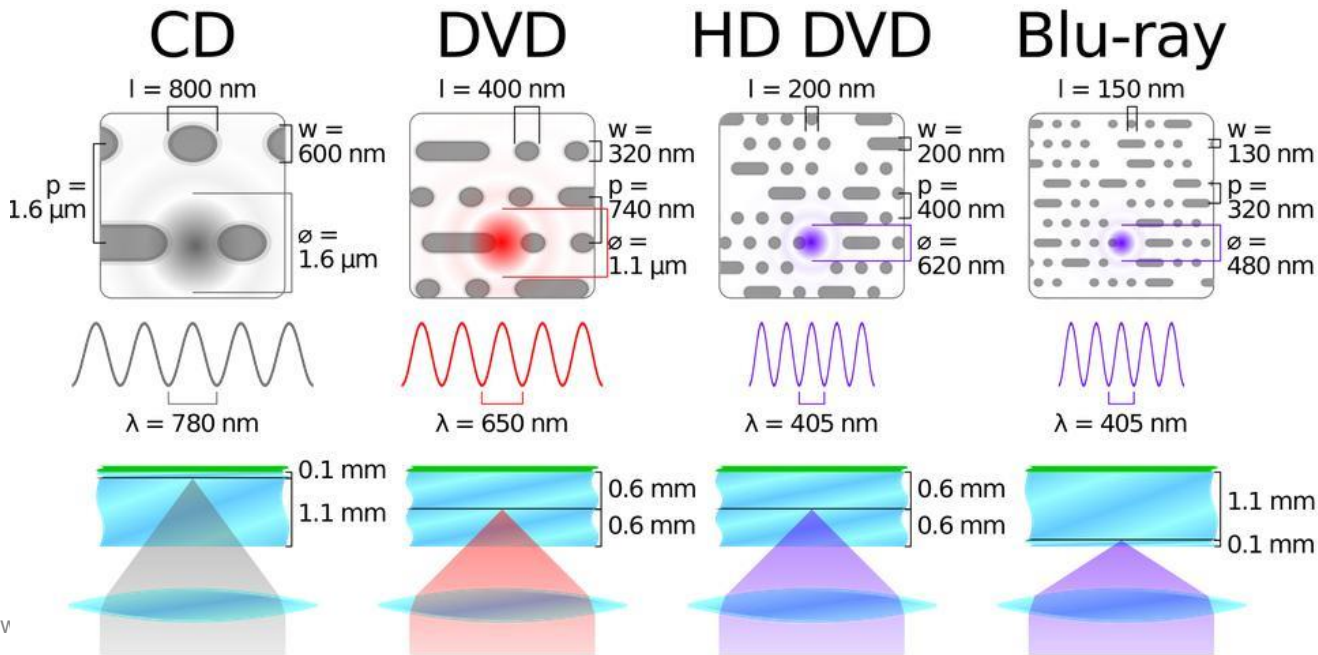 CD
l = 800 nm
w =
600 nm
p =
1.6 µm
ø =
1.6 µm
λ = 780 nm
0.1 mm
1.1 mm
DVD
l = 400 nm
w =
320 nm
p =
740 nm
ø =
1.1 µm
λ = 650 nm
0.6 mm
0.6 mm
HD DVD
l = 200 nm
w =
200 nm
p =
400 nm
ø =
620 nm
λ = 405 nm
0.6 mm
0.6 mm
Blu-ray
l = 150 nm
w =
130 nm
p =
320 nm
ø =
480 nm
λ = 405 nm
1.1 mm
0.1 mm